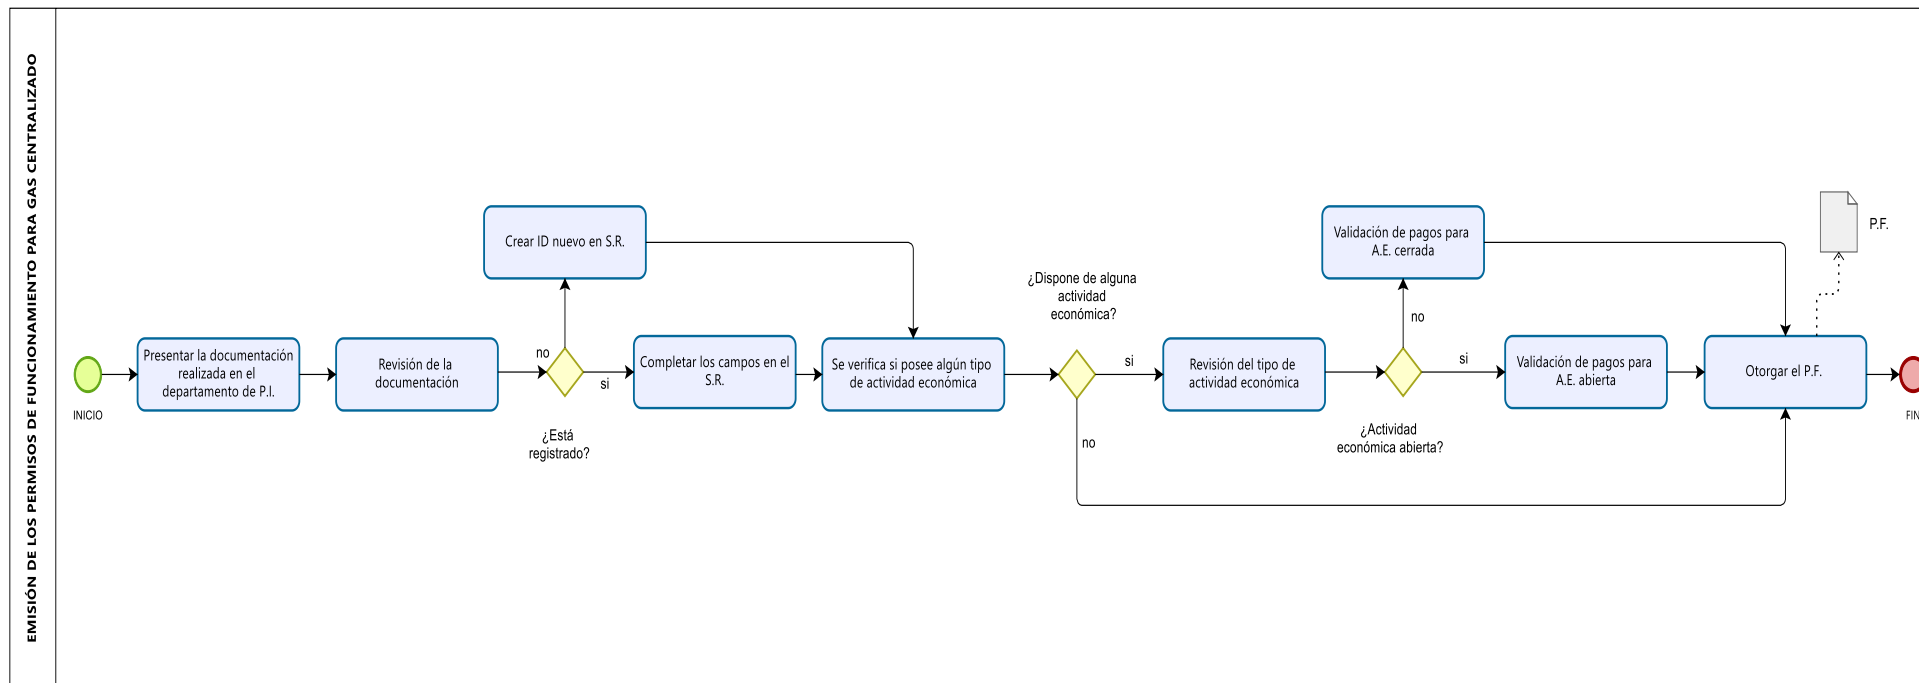 EMISIÓN DE LOS PERMISOS DE FUNCIONAMIENTO PARA GAS CENTRALIZADO
INICIO
Presentar la documentación
realizada en el
departamento de P.I.
Revisión de la
documentación
no
si
¿Está
registrado?
Crear ID nuevo en S.R.
Completar los campos en el
S.R.
Se verifica si posee algún tipo
de actividad económica
¿Dispone de alguna
actividad
económica?
si
no
Revisión del tipo de
actividad económica
no
si
¿Actividad
económica abierta?
Validación de pagos para
A.E. cerrada
Validación de pagos para
A.E. abierta
Otorgar el P.F.
P.F.
FIN